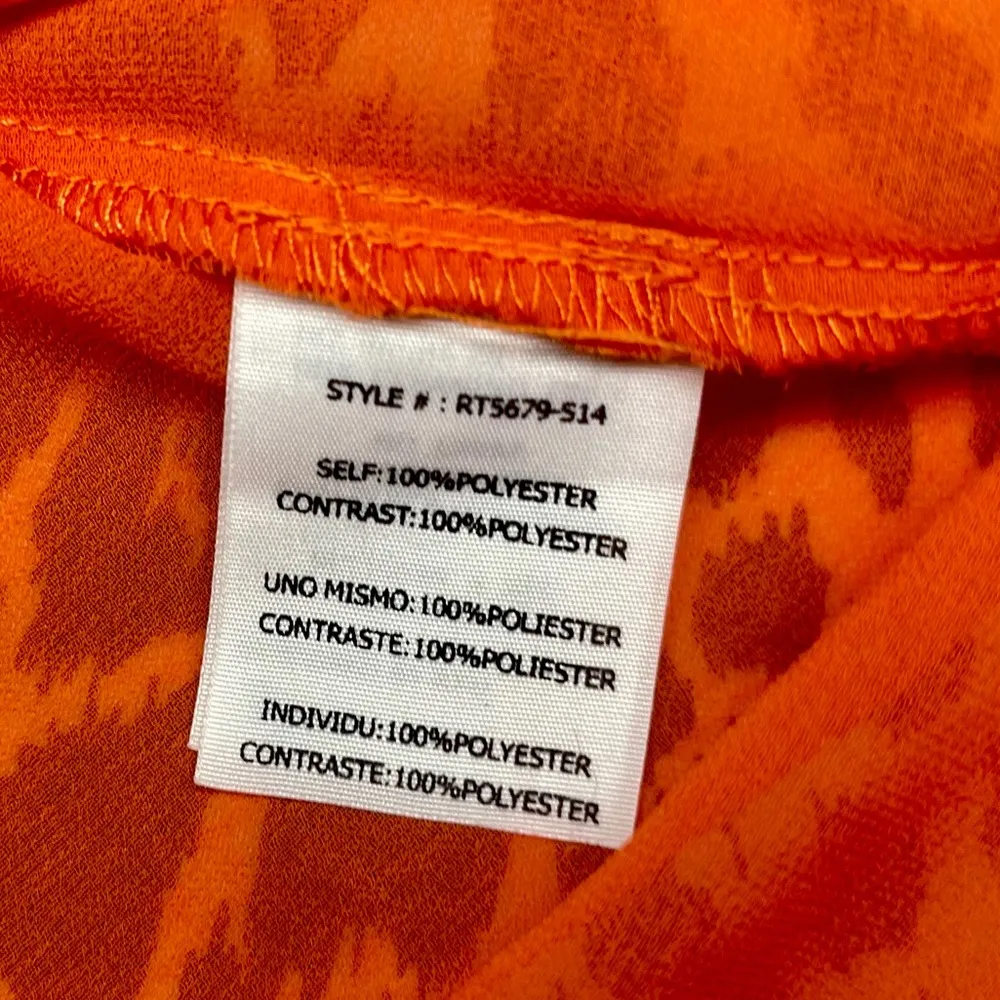 STYLE # : RT5679-S14
SELF:100%POLYESTER
CONTRAST:100%POLYESTER
UNO MISMO:100%POLIESTER
CONTRASTE:100%POLIESTER
INDIVIDU:100%POLYESTER
CONTRASTE:100%POLYESTER